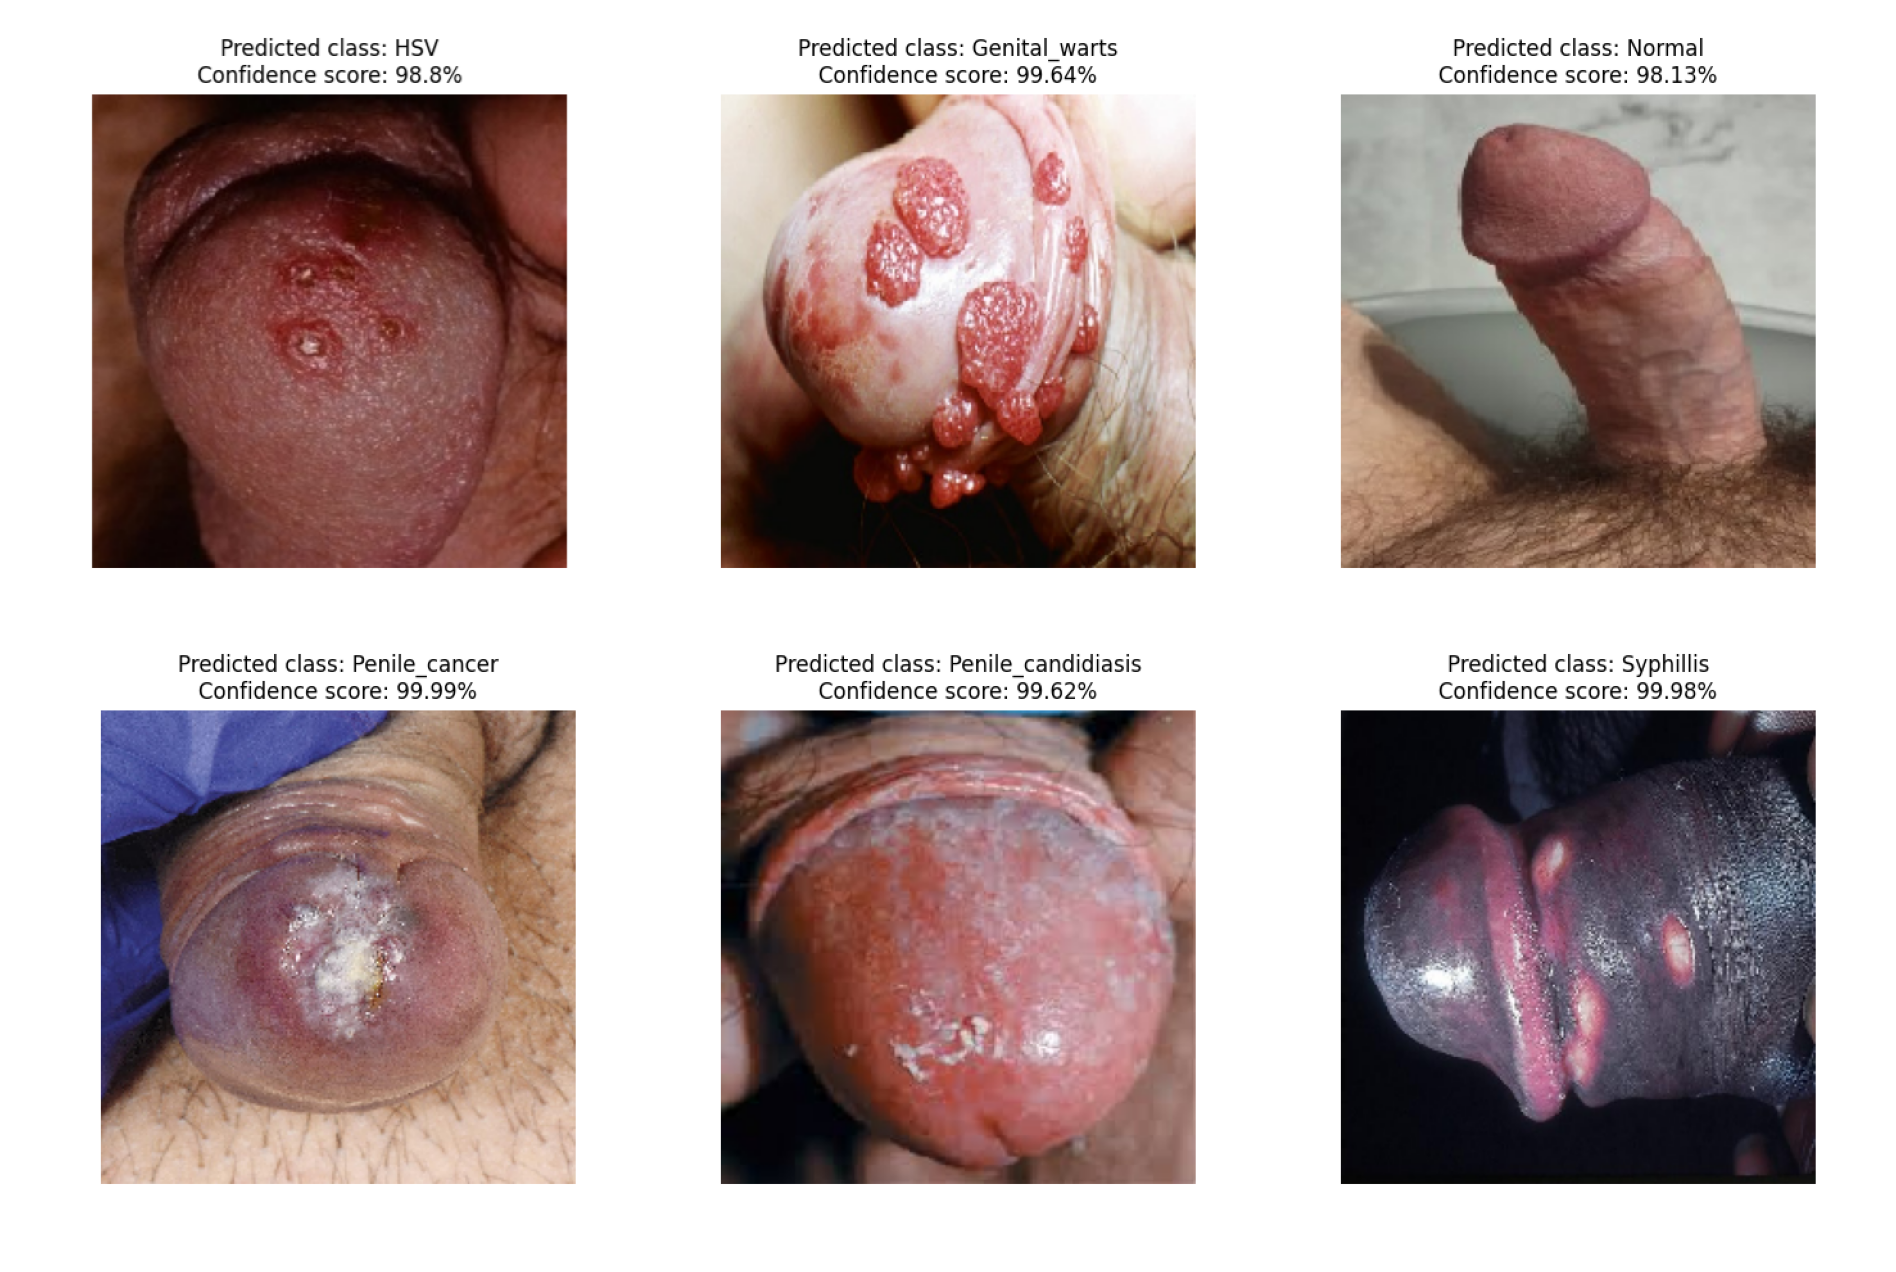 Predicted class: HSV
Confidence score: 98.8%
Predicted class: Genital_warts
Confidence score: 99.64%
Predicted class: Normal
Confidence score: 98.13%
Predicted class: Penile_cancer
Confidence score: 99.99%
Predicted class: Penile_candidiasis
Confidence score: 99.62%
Predicted class: Syphillis
Confidence score: 99.98%